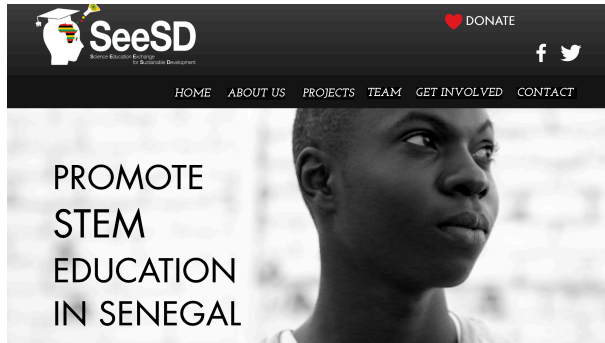 DONATE
SeeSD
Science Education Exchange
for Sustainable Development
HOME ABOUT US PROJECTS TEAM GET INVOLVED CONTACT
PROMOTE
STEM
EDUCATION
IN SENEGAL